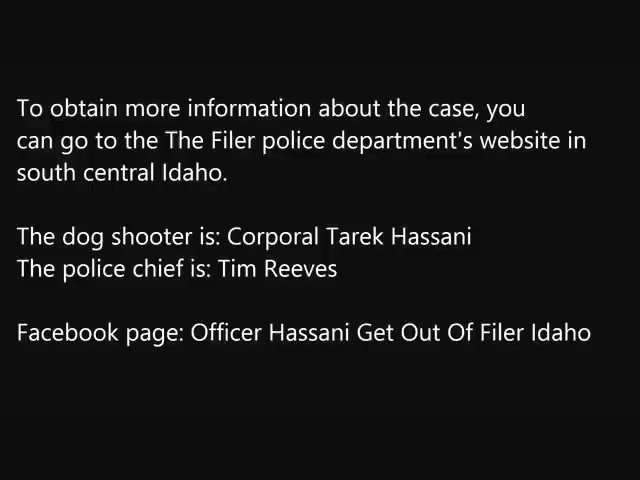 To obtain more information about the case, you
can go to the The Filer police department's website in
south central Idaho.
The dog shooter is: Corporal Tarek Hassani
The police chief is: Tim Reeves
Facebook page: Officer Hassani Get Out Of Filer Idaho